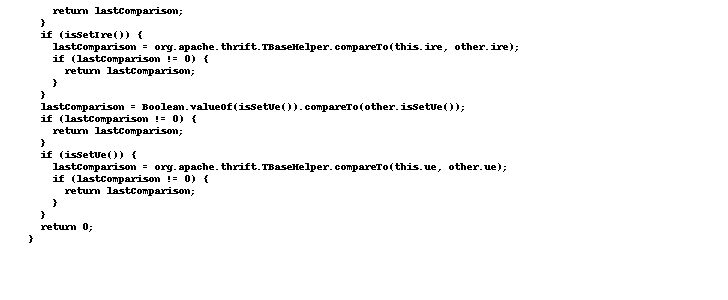 return lastComparison;
}
if (isSetIre()) {
lastComparison = org.apache.thrift.TBaseHelper.compareTo(this.ire, other.ire);
if (lastComparison != 0) {
return lastComparison;
}
}
lastComparison = Boolean.valueOf(isSetUe()).compareTo(other.isSetUe());
if (lastComparison != 0) {
return lastComparison;
}
if (isSetUe()) {
lastComparison = org.apache.thrift.TBaseHelper.compareTo(this.ue, other.ue);
if (lastComparison != 0) {
return lastComparison;
}
}
return 0;
}